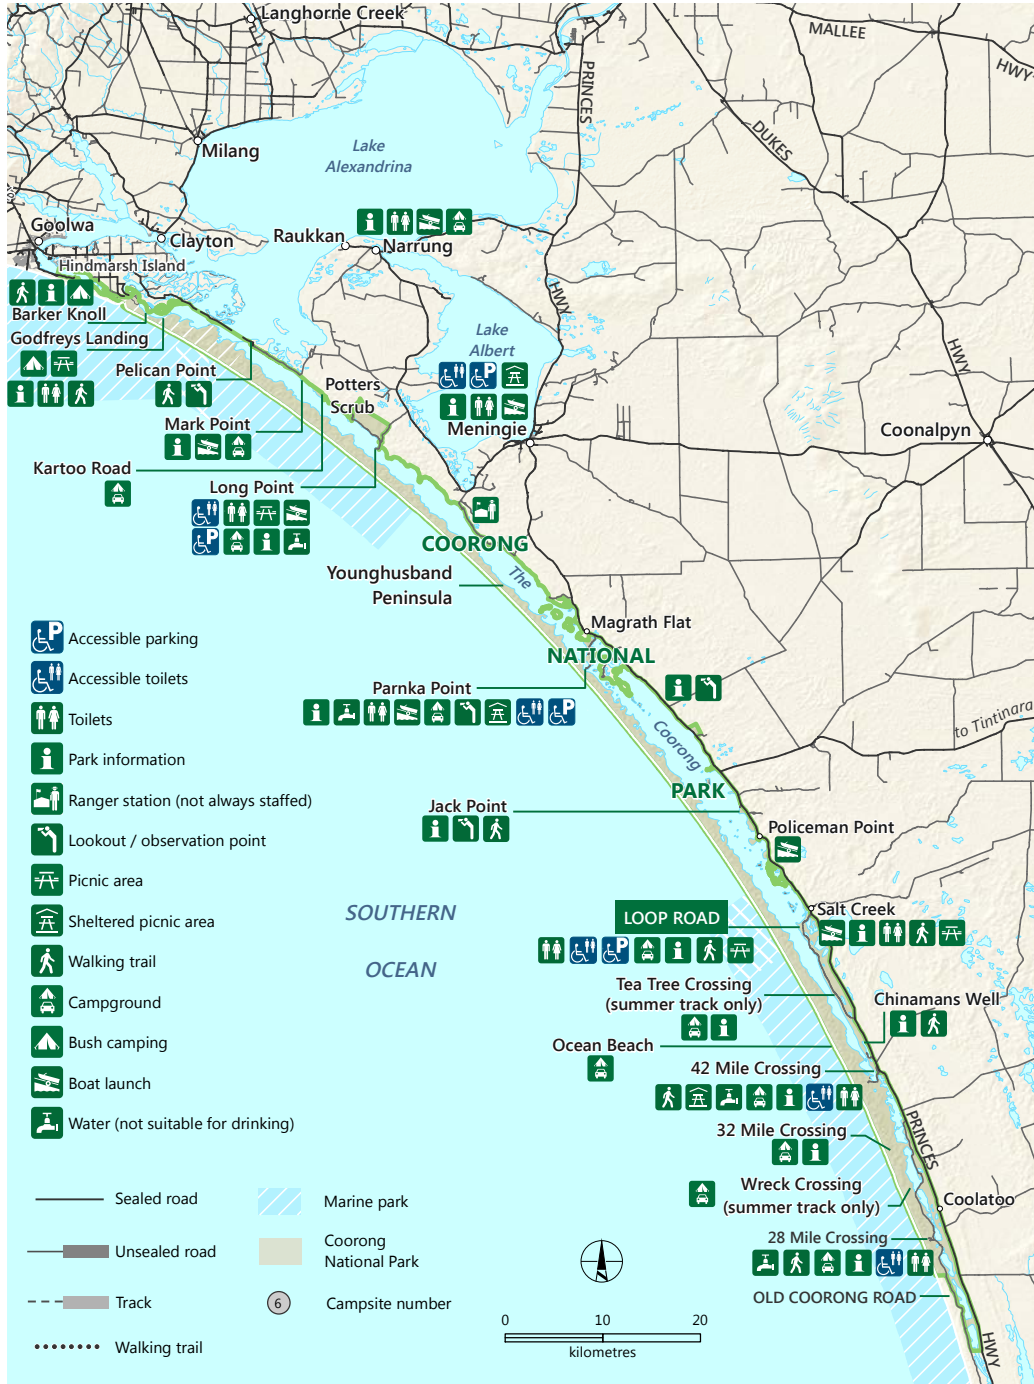 Langhorne Creek
MALLEE
HWY
PRINCES
DUKES
Milang
Lake
Alexandrina
Goolwa
Clayton
Raukkan
Narrung
Hindmarsh Island
HWY
HWY
Barker Knoll
Godfreys Landing
Lake
Albert
Pelican Point
Potters
Scrub
Mark Point
Meningie
Coonalpyn
Kartoo Road
Long Point
COORONG
Younghusband
Peninsula
The
Magrath Flat
NATIONAL
Parnka Point
Coorong
to Tintinara
PARK
Jack Point
Policeman Point
SOUTHERN
OCEAN
LOOP ROAD
Salt Creek
Tea Tree Crossing
(summer track only)
Chinamans Well
Ocean Beach
42 Mile Crossing
32 Mile Crossing
PRINCES
Wreck Crossing
(summer track only)
Coolatoo
28 Mile Crossing
OLD COORONG ROAD
HWY
P Accessible parking
Accessible toilets
Toilets
i Park information
Ranger station (not always staffed)
Lookout / observation point
Picnic area
Sheltered picnic area
Walking trail
Campground
Bush camping
Boat launch
Water (not suitable for drinking)
Sealed road
Marine park
Unsealed road
Coorong
National Park
Track
6 Campsite number
Walking trail
0 10 20
kilometres